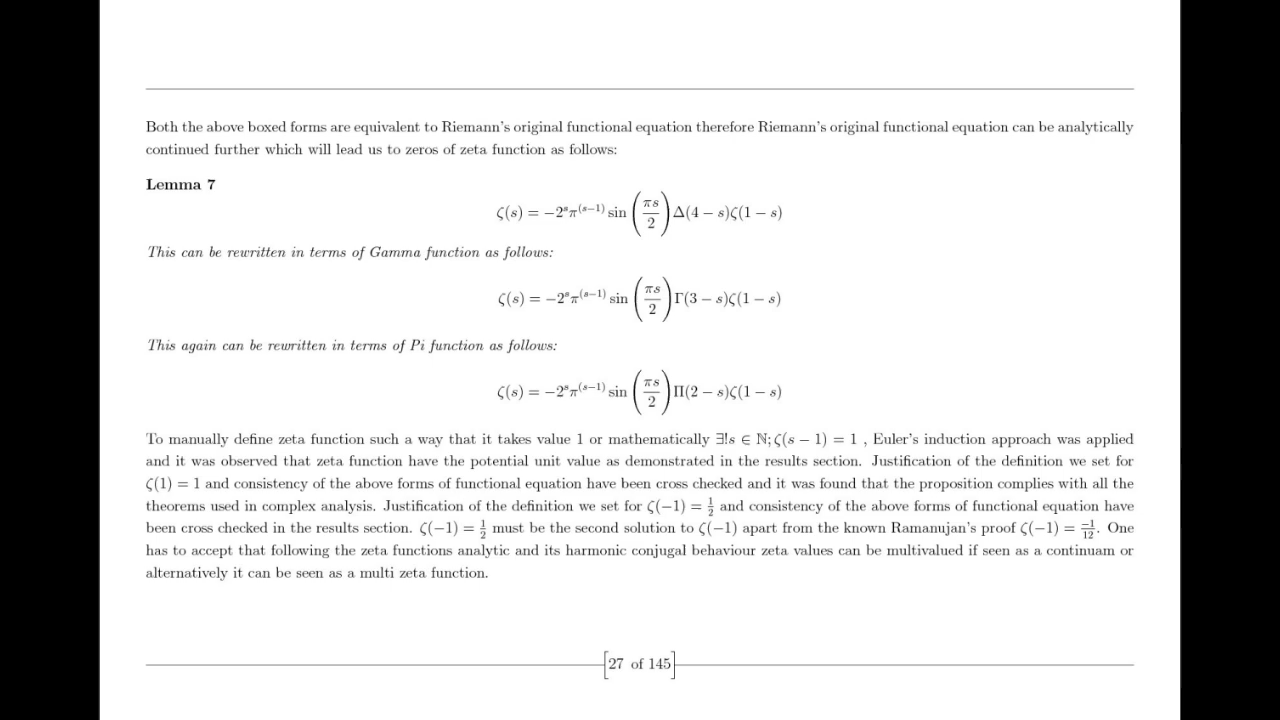 Both the above boxed forms are equivalent to Riemann's original functional equation therefore Riemann's original functional equation can be analytically
continued further which will lead us to zeros of zeta function as follows:
Lemma 7
ζ(s) = −2^s π^(s−1) sin (πs/2) Δ(4 − s)ζ(1 − s)
This can be rewritten in terms of Gamma function as follows:
ζ(s) = −2^s π^(s−1) sin (πs/2) Γ(3 − s)ζ(1 − s)
This again can be rewritten in terms of Pi function as follows:
ζ(s) = −2^s π^(s−1) sin (πs/2) Π(2 − s)ζ(1 − s)
To manually define zeta function such a way that it takes value 1 or mathematically ∃!s ∈ ℕ; ζ(s − 1) = 1 , Euler's induction approach was applied
and it was observed that zeta function have the potential unit value as demonstrated in the results section. Justification of the definition we set for
ζ(1) = 1 and consistency of the above forms of functional equation have been cross checked and it was found that the proposition complies with all the
theorems used in complex analysis. Justification of the definition we set for ζ(−1) = 1/2 and consistency of the above forms of functional equation have
been cross checked in the results section. ζ(−1) = 1/2 must be the second solution to ζ(−1) apart from the known Ramanujan's proof ζ(−1) = −1/12. One
has to accept that following the zeta functions analytic and its harmonic conjugal behaviour zeta values can be multivalued if seen as a continuam or
alternatively it can be seen as a multi zeta function.
[27 of 145]